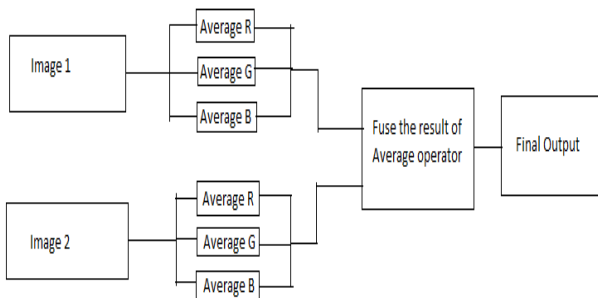 Image 1
Average R
Average G
Average B
Fuse the result of
Average operator
Final Output
Image 2
Average R
Average G
Average B